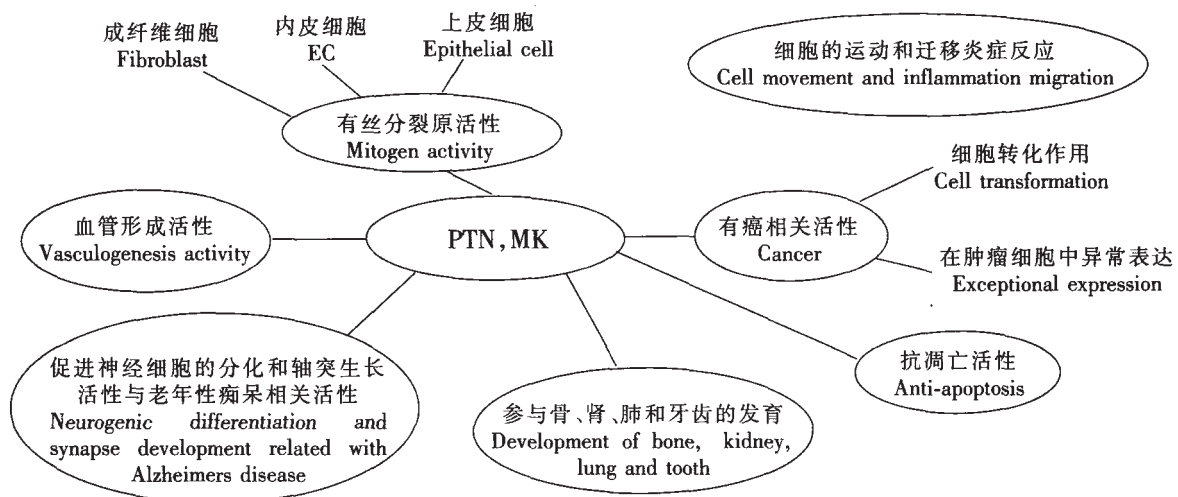 成纤维细胞
Fibroblast
内皮细胞
EC
上皮细胞
Epithelial cell
细胞的运动和迁移炎症反应
Cell movement and inflammation migration
有丝分裂原活性
Mitogen activity
细胞转化作用
Cell transformation
血管形成活性
Vasculogenesis activity
PTN,MK
有癌相关活性
Cancer
在肿瘤细胞中异常表达
Exceptional expression
促进神经细胞的分化和轴突生长
活性与老年性痴呆相关活性
Neurogenic differentiation and
synapse development related with
Alzheimers disease
参与骨、肾、肺和牙齿的发育
Development of bone, kidney,
lung and tooth
抗凋亡活性
Anti-apoptosis